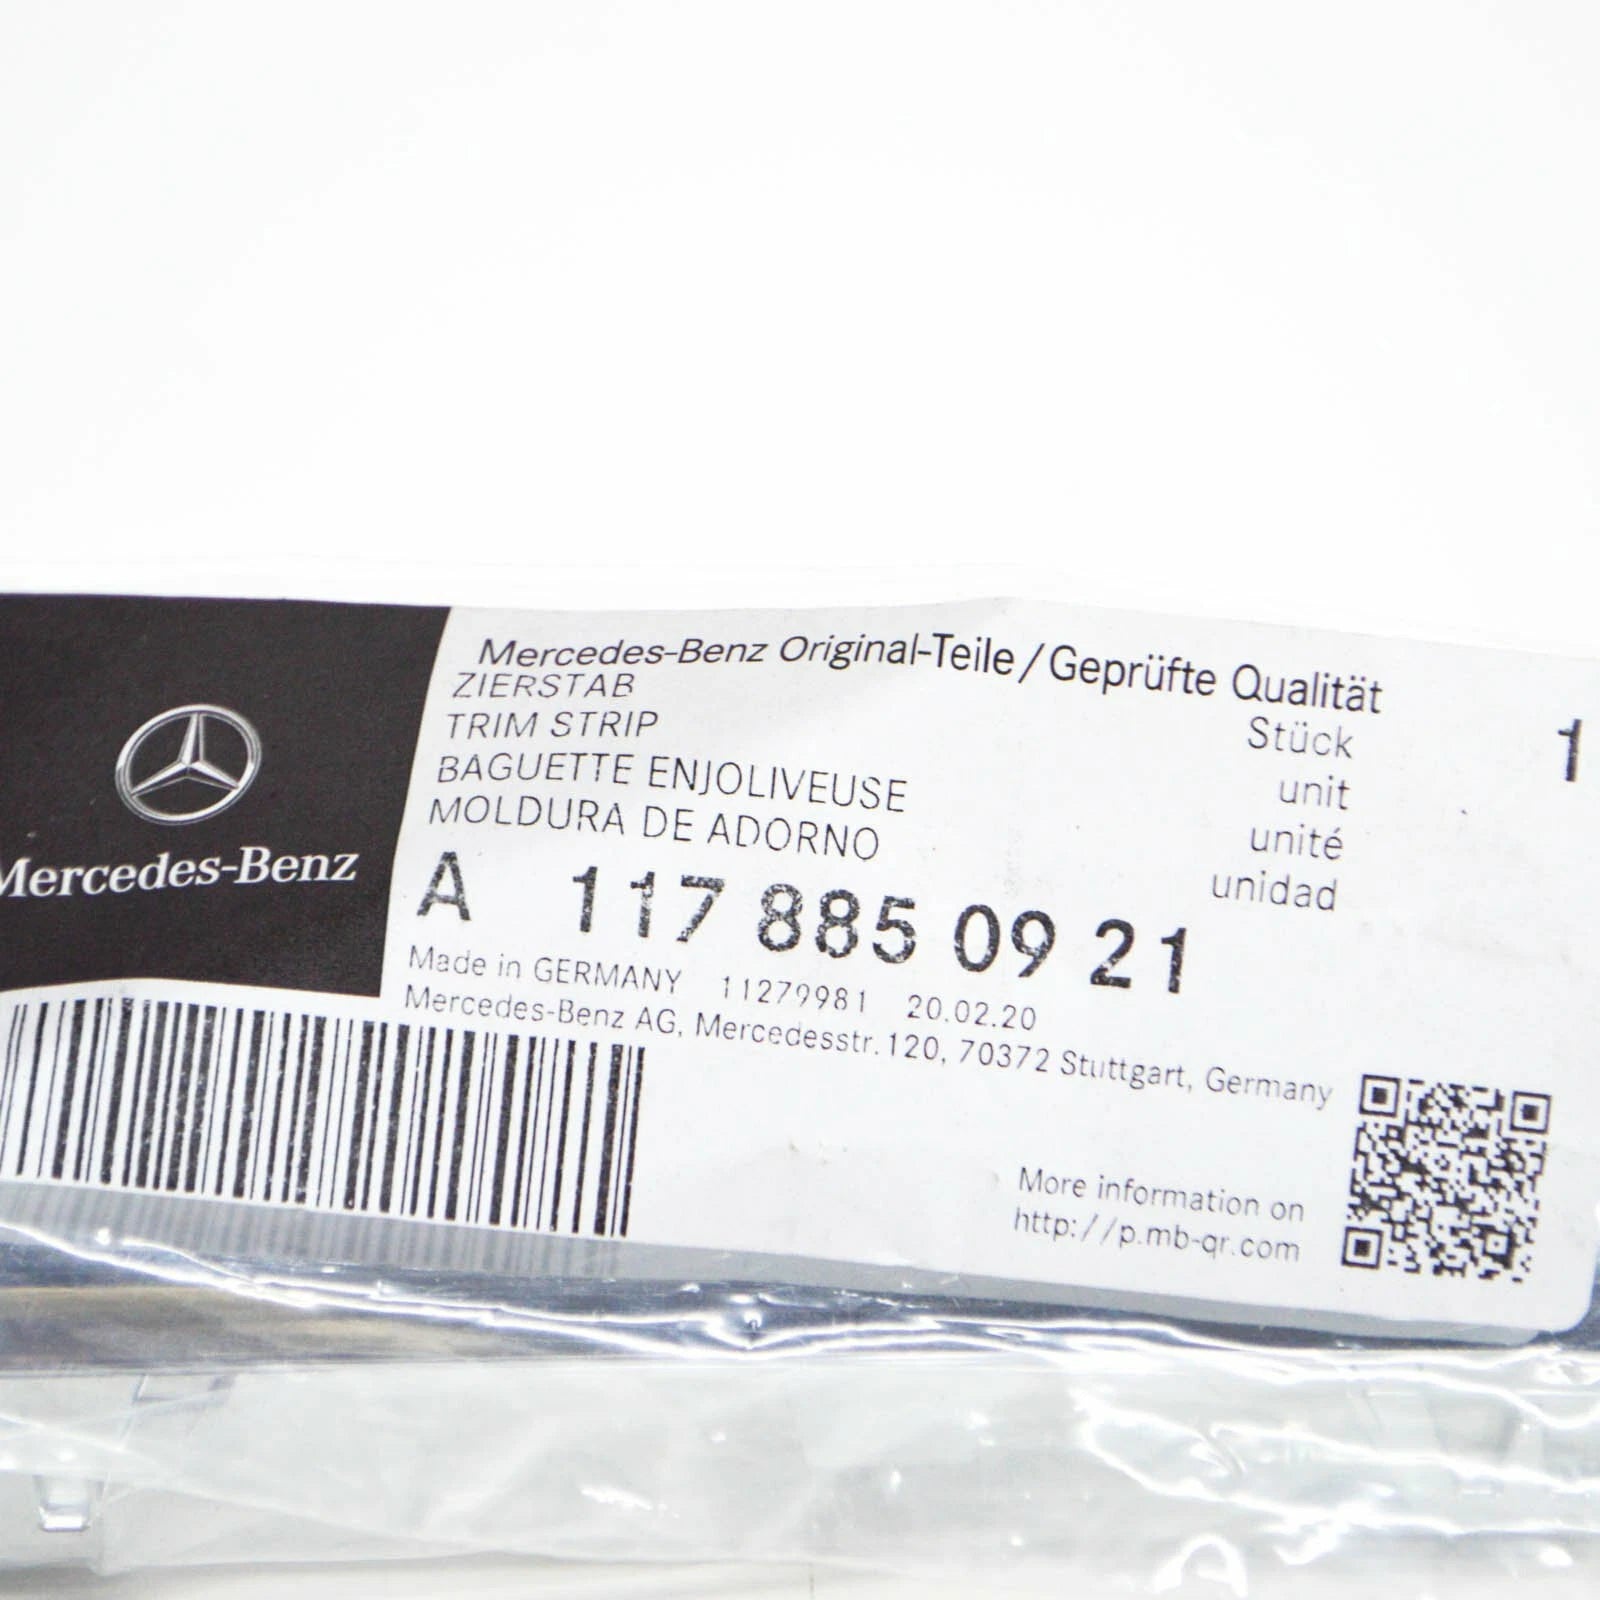 Mercedes-Benz
Mercedes-Benz Original-Teile/Geprüfte Qualität
ZIERSTAB
TRIM STRIP
BAGUETTE ENJOLIVEUSE
MOLDURA DE ADORNO
Stück 1
unit
unité
unidad
A 117 885 09 21
Made in GERMANY 11279981 20.02.20
Mercedes-Benz AG, Mercedesstr.120, 70372 Stuttgart, Germany
More information on
http://p.mb-qr.com